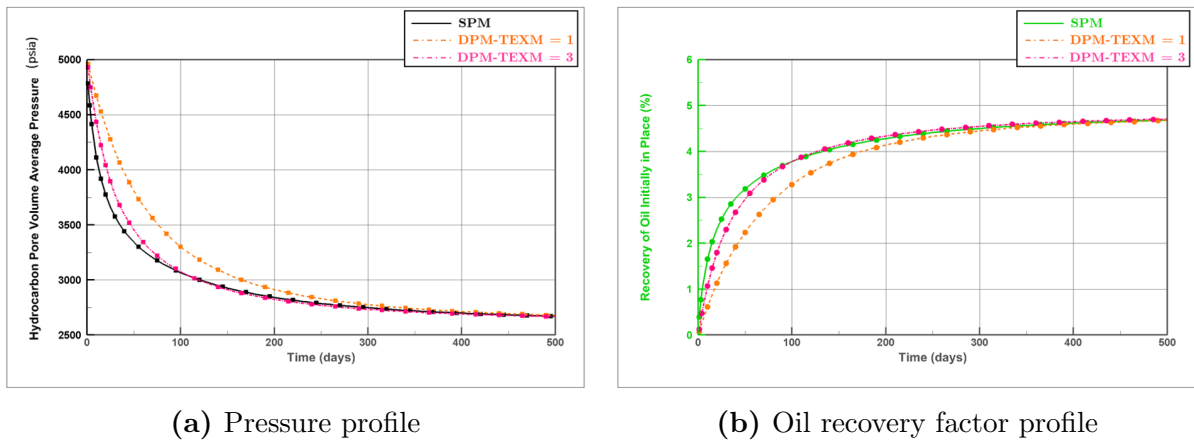 SPM
DPM-TEXM = 1
DPM-TEXM = 3
Hydrocarbon Pore Volume Average Pressure (psia)
5000
4500
4000
3500
3000
2500
0
100
200
300
400
500
Time (days)
(a) Pressure profile
SPM
DPM-TEXM = 1
DPM-TEXM = 3
Recovery of Oil Initially in Place (%)
6
5
4
3
2
1
0
0
100
200
300
400
500
Time (days)
(b) Oil recovery factor profile